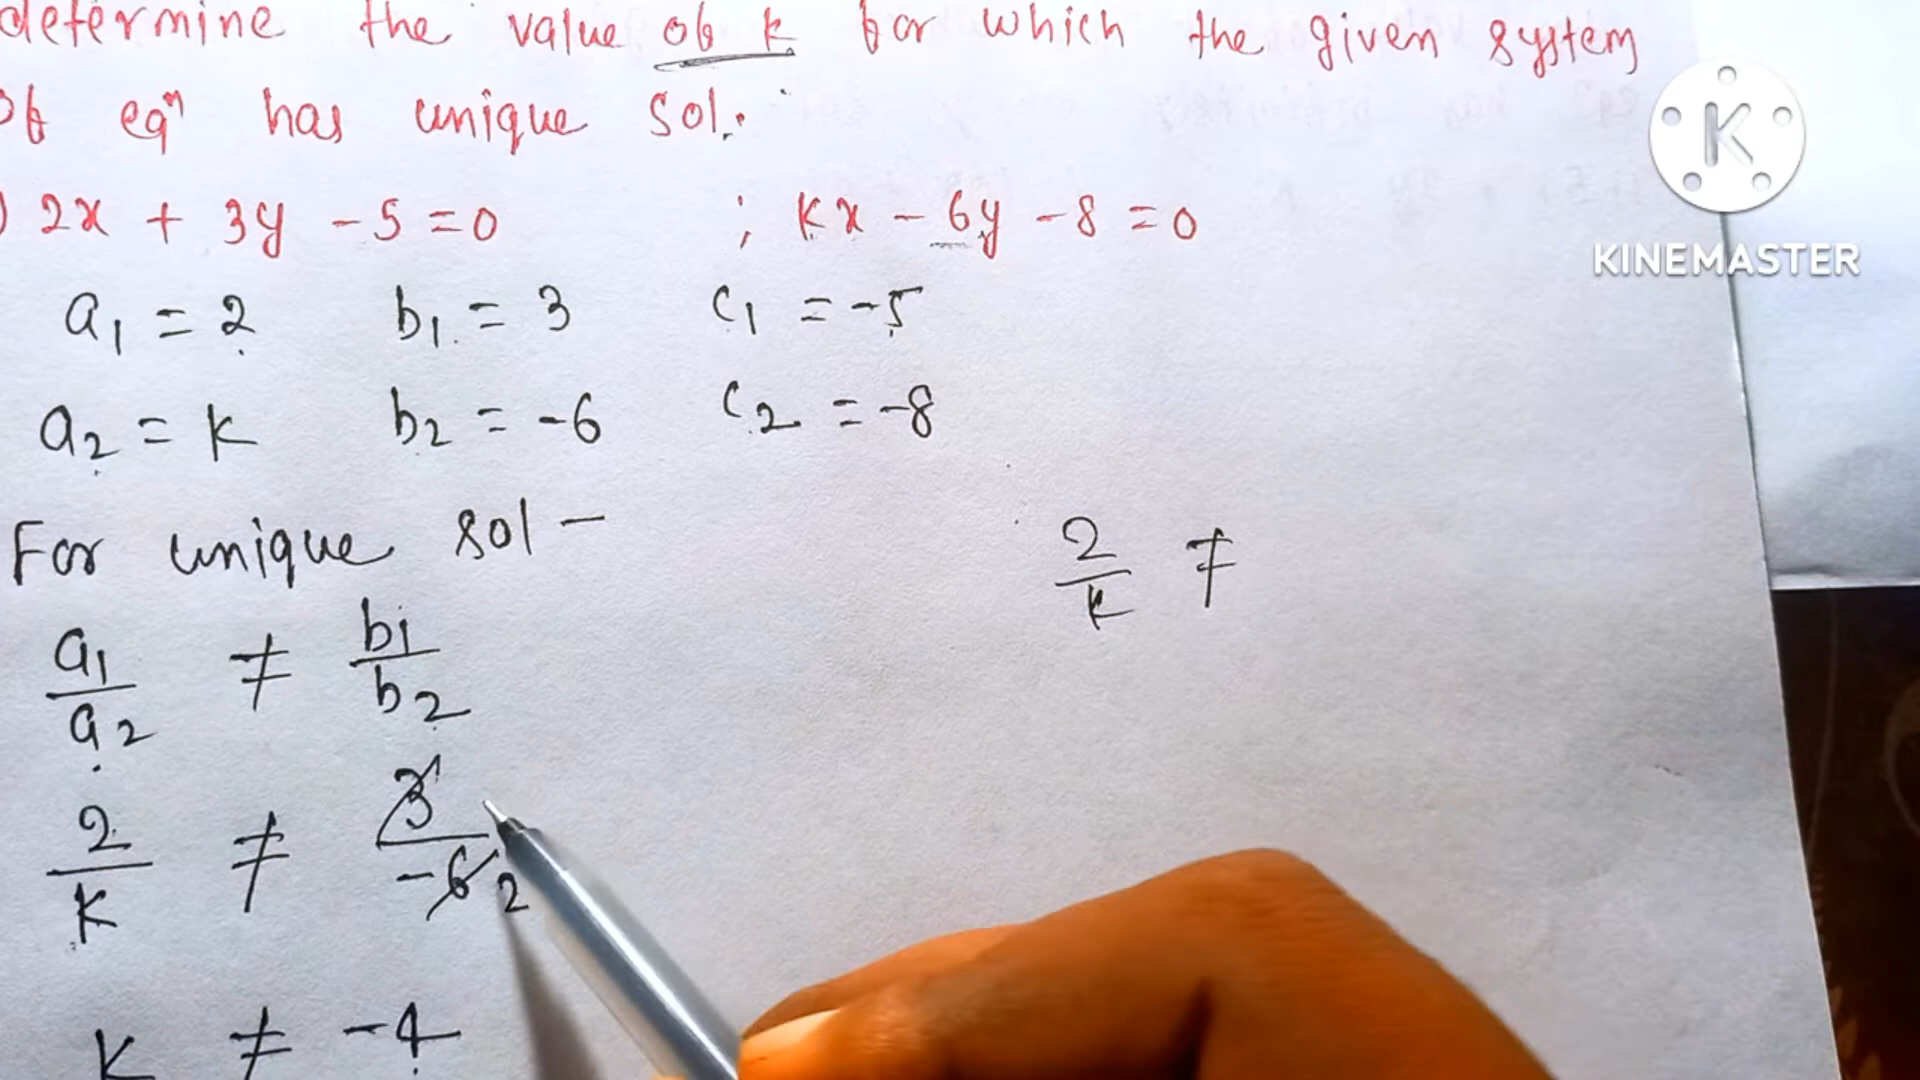 determine the value of k for which the given system
of eqⁿ has unique sol.
) 2x + 3y - 5 = 0 ; kx - 6y - 8 = 0
K
KINEMASTER
a₁ = 2 b₁ = 3 c₁ = -5
a₂ = k b₂ = -6 c₂ = -8
For unique sol -
a₁/a₂ ≠ b₁/b₂
2/k ≠
2/k ≠ 3/-6 2
k ≠ -4